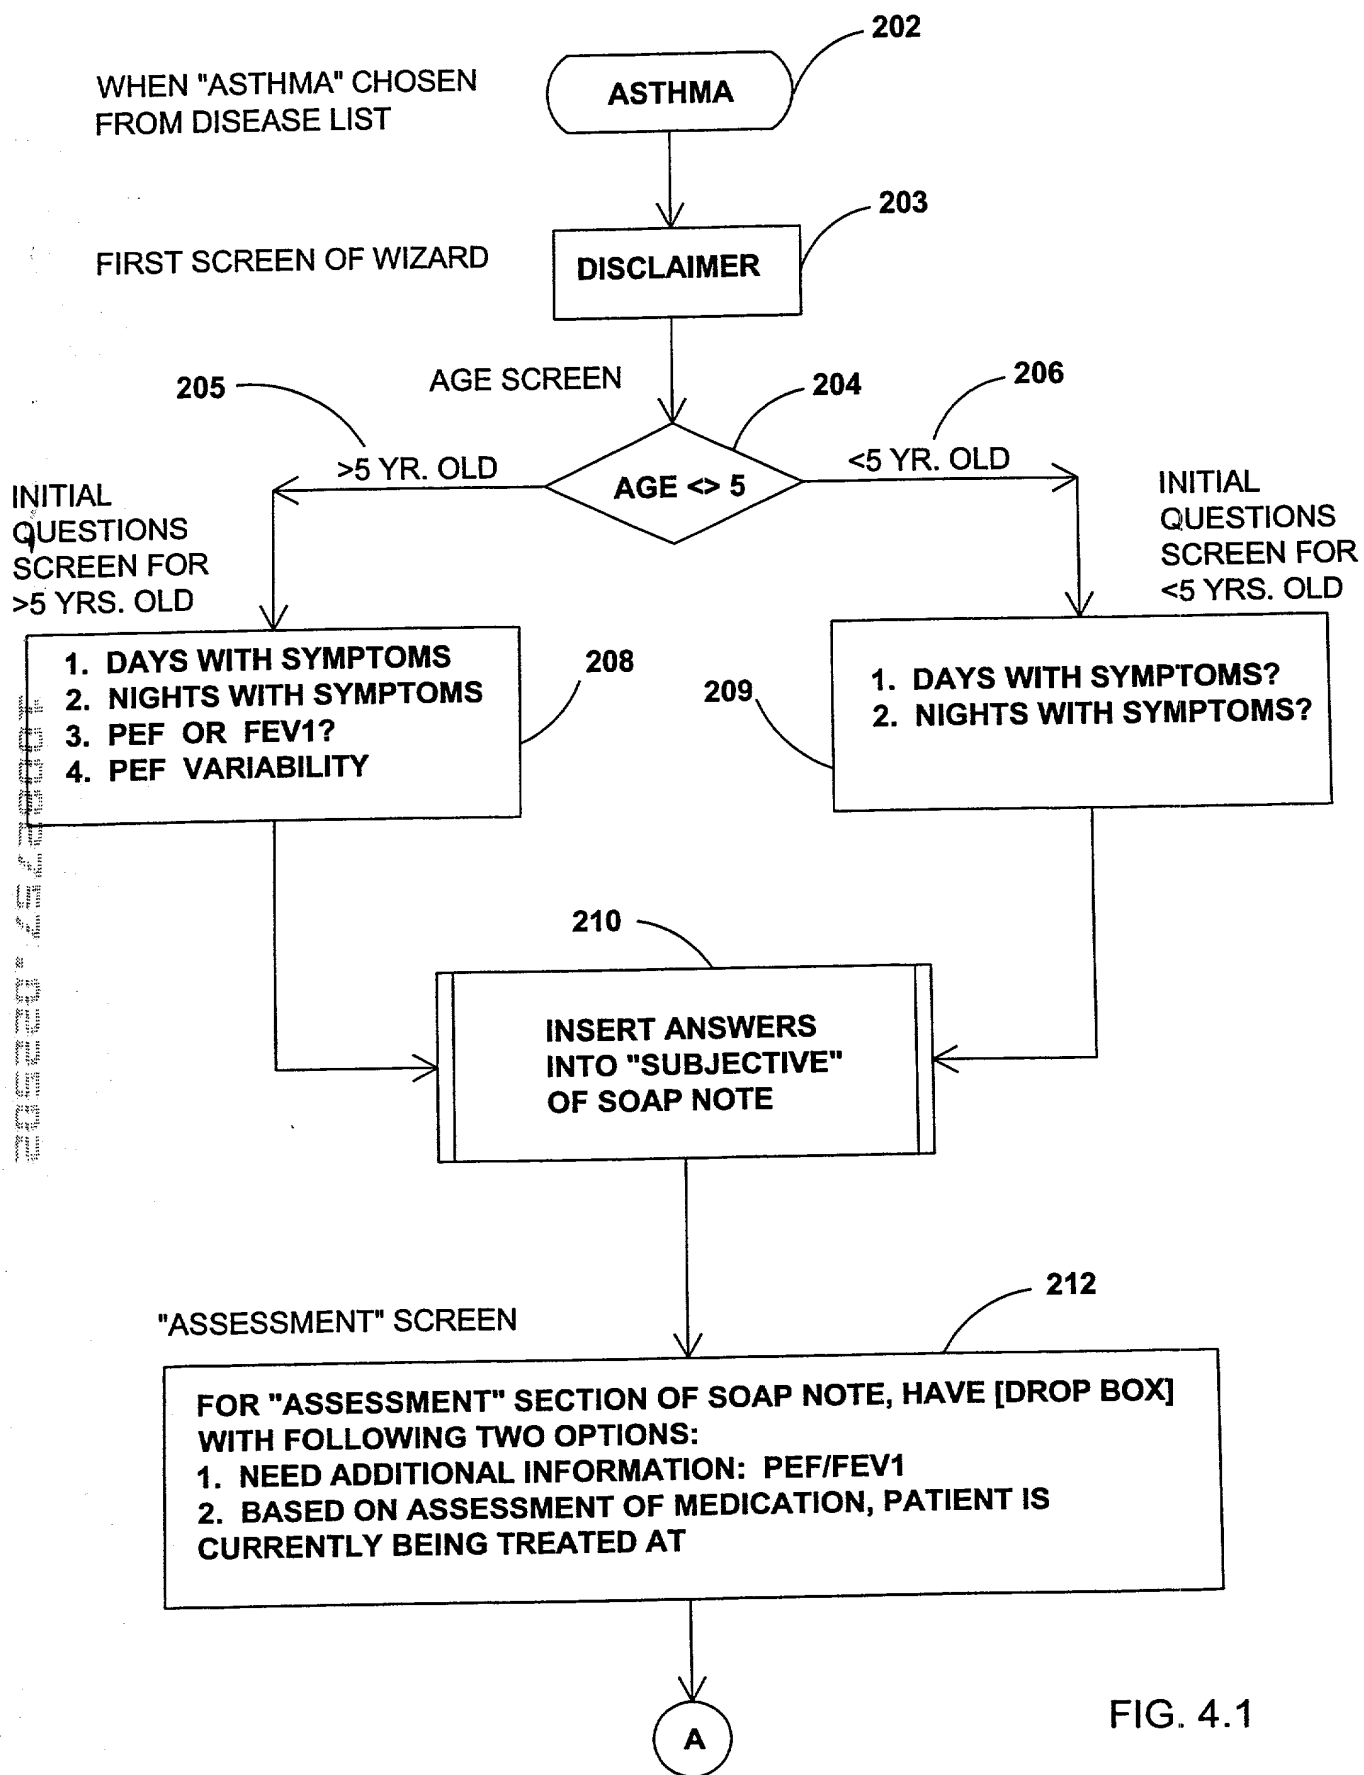 202
WHEN "ASTHMA" CHOSEN
FROM DISEASE LIST
ASTHMA
203
FIRST SCREEN OF WIZARD
DISCLAIMER
205
AGE SCREEN
204
206
>5 YR. OLD
<5 YR. OLD
AGE <> 5
INITIAL
QUESTIONS
SCREEN FOR
>5 YRS. OLD
INITIAL
QUESTIONS
SCREEN FOR
<5 YRS. OLD
1. DAYS WITH SYMPTOMS
2. NIGHTS WITH SYMPTOMS
3. PEF OR FEV1?
4. PEF VARIABILITY
208
209
1. DAYS WITH SYMPTOMS?
2. NIGHTS WITH SYMPTOMS?
210
INSERT ANSWERS
INTO "SUBJECTIVE"
OF SOAP NOTE
212
"ASSESSMENT" SCREEN
FOR "ASSESSMENT" SECTION OF SOAP NOTE, HAVE [DROP BOX]
WITH FOLLOWING TWO OPTIONS:
1. NEED ADDITIONAL INFORMATION: PEF/FEV1
2. BASED ON ASSESSMENT OF MEDICATION, PATIENT IS
CURRENTLY BEING TREATED AT
A
FIG. 4.1